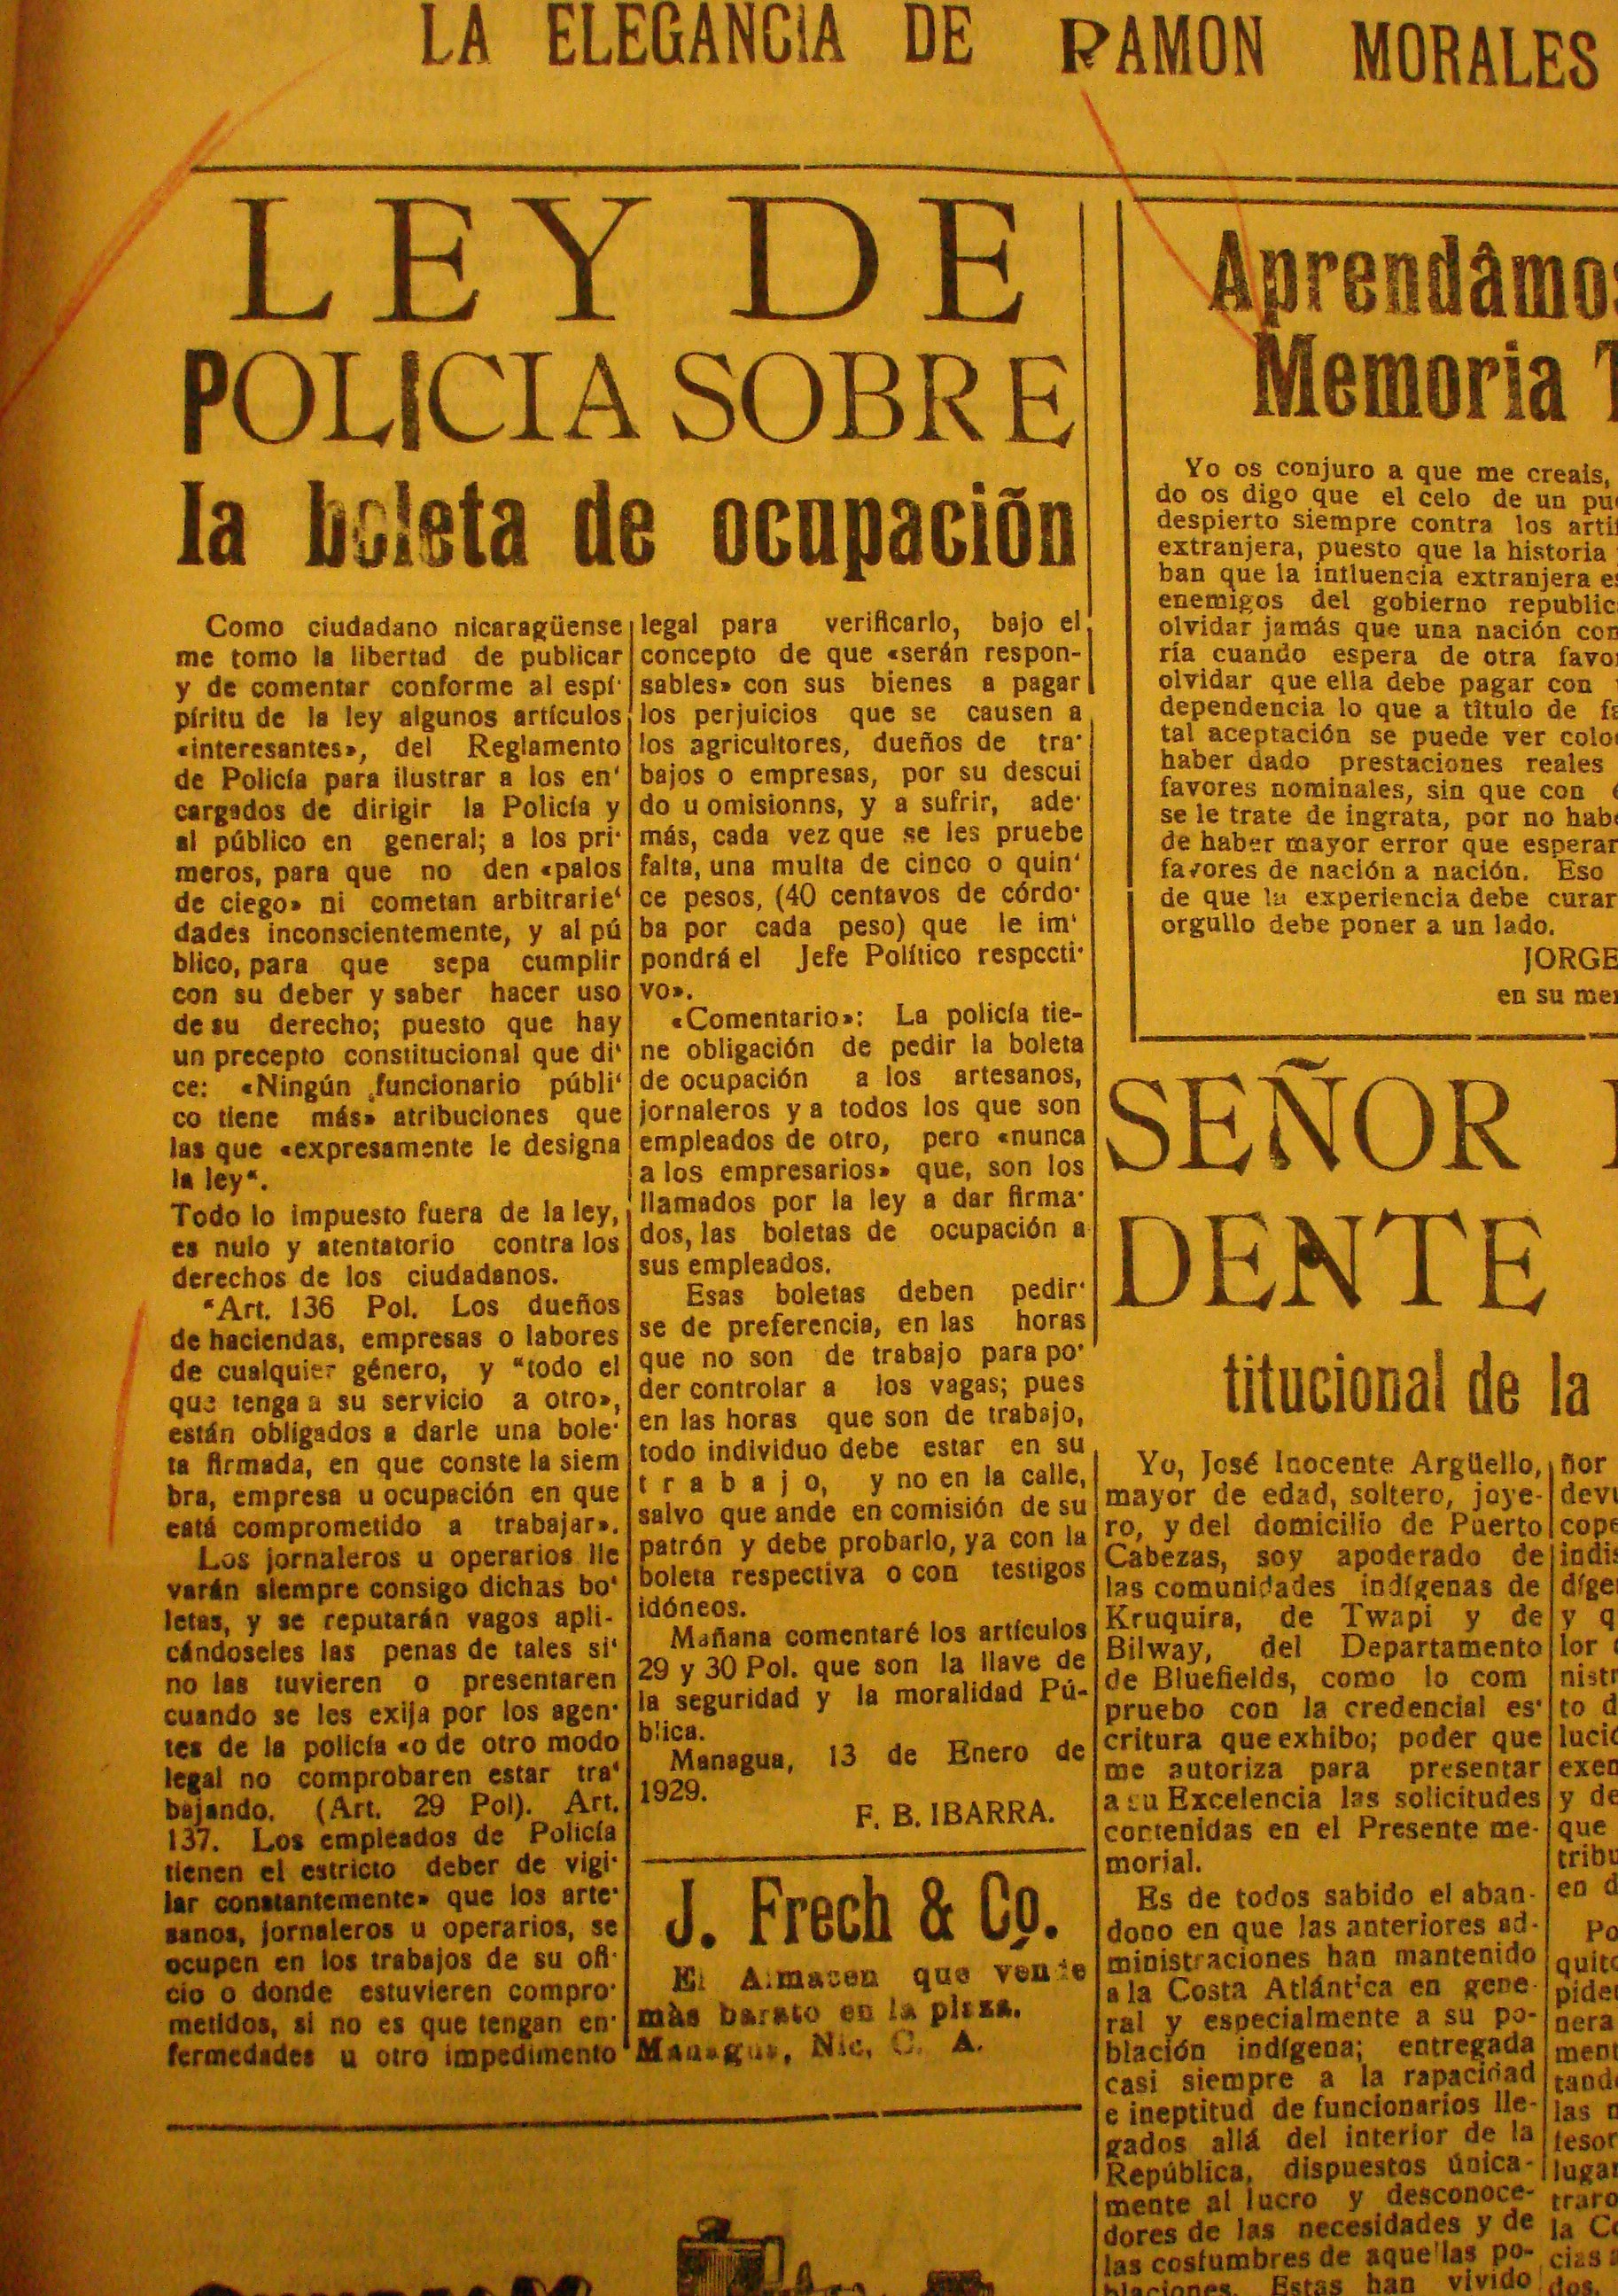 LA ELEGANCIA DE RAMON MORALES
LEY DE
POLICIA SOBRE
la boleta de ocupación
Como ciudadano nicaragüense
me tomo la libertad de publicar
y de comentar conforme al espí-
píritu de la ley algunos artículos
«interesantes», del Reglamento
de Policía para ilustrar a los en-
cargados de dirigir la Policía y
al público en general; a los pri-
meros, para que no den «palos
de ciego» ni cometan arbitrarie-
dades inconscientemente, y al pú
blico, para que sepa cumplir
con su deber y saber hacer uso
de su derecho; puesto que hay
un precepto constitucional que di-
ce: «Ningún funcionario públi-
co tiene más» atribuciones que
las que «expresamente le designa
la ley“.
Todo lo impuesto fuera de la ley,
es nulo y atentatorio contra los
derechos de los ciudadanos.
“Art. 136 Pol. Los dueños
de haciendas, empresas o labores
de cualquier género, y “todo el
que tenga a su servicio a otro»,
están obligados a darle una bole-
ta firmada, en que conste la siem
bra, empresa u ocupación en que
está comprometido a trabajar».
Los jornaleros u operarios lle
varán siempre consigo dichas bo-
letas, y se reputarán vagos apli-
cándoseles las penas de tales si
no las tuvieren o presentaren
cuando se les exija por los agen-
tes de la policía «o de otro modo
legal no comprobaren estar tra-
bajando. (Art. 29 Pol). Art.
137. Los empleados de Policía
tienen el estricto deber de vigi-
lar constantemente» que los arte-
sanos, jornaleros u operarios, se
ocupen en los trabajos de su ofi-
cio o donde estuvieren compro-
metidos, si no es que tengan en-
fermedades u otro impedimento
legal para verificarlo, bajo el
concepto de que «serán respon-
sables» con sus bienes a pagar
los perjuicios que se causen a
los agricultores, dueños de tra-
bajos o empresas, por su descui
do u omisionns, y a sufrir, ade-
más, cada vez que se les pruebe
falta, una multa de cinco o quin-
ce pesos, (40 centavos de córdo-
ba por cada peso) que le im-
pondrá el Jefe Político respccti-
vo».
«Comentario»: La policía tie-
ne obligación de pedir la boleta
de ocupación a los artesanos,
jornaleros y a todos los que son
empleados de otro, pero «nunca
a los empresarios» que, son los
llamados por la ley a dar firma-
dos, las boletas de ocupación a
sus empleados.
Esas boletas deben pedir-
se de preferencia, en las horas
que no son de trabajo para po-
der controlar a los vagas; pues
en las horas que son de trabajo,
todo individuo debe estar en su
trabajo, y no en la calle,
salvo que ande en comisión de su
patrón y debe probarlo, ya con la
boleta respectiva o con testigos
idóneos.
Mañana comentaré los artículos
29 y 30 Pol. que son la llave de
la seguridad y la moralidad Pú-
blica.
Managua, 13 de Enero de
1929.
F. B. IBARRA.
J. Frech & Co.
El Almacen que vende
màs barato en la plaza.
Managua, Nic. C. A.
Aprendâmos
Memoria
Yo os conjuro a que me creais,
do os digo que el celo de un
despierto siempre contra los
extranjera, puesto que la historia
ban que la intluencia extranjera
enemigos del gobierno
olvidar jamás que una nación
ría cuando espera de otra
olvidar que ella debe pagar con
dependencia lo que a título de
tal aceptación se puede ver
haber dado prestaciones reales
favores nominales, sin que con
se le trate de ingrata, por no
de haber mayor error que esperar
favores de nación a nación. Eso
de que la experiencia debe curar
orgullo debe poner a un lado.
JORGE
en su
SEÑOR
DENTE
titucional de la
Yo, José Inocente Argüello,
mayor de edad, soltero, joye-
ro, y del domicilio de Puerto
Cabezas, soy apoderado de
las comunidades indígenas de
Kruquira, de Twapi y de
Bilway, del Departamento
de Bluefields, como lo com
pruebo con la credencial es-
critura que exhibo; poder que
me autoriza para presentar
a su Excelencia las solicitudes
contenidas en el Presente me-
morial.
Es de todos sabido el aban-
dono en que las anteriores ad-
ministraciones han mantenido
a la Costa Atlántica en gene-
ral y especialmente a su po-
blación indígena; entregada
casi siempre a la rapacidad
e ineptitud de funcionarios lle-
gados allá del interior de la
República, dispuestos única-
mente al lucro y desconoce-
dores de las necesidades y de
las costumbres de aquellas po-
blaciones. Estas han vivido
ñor
y
to d
y de
que
en d
las
la